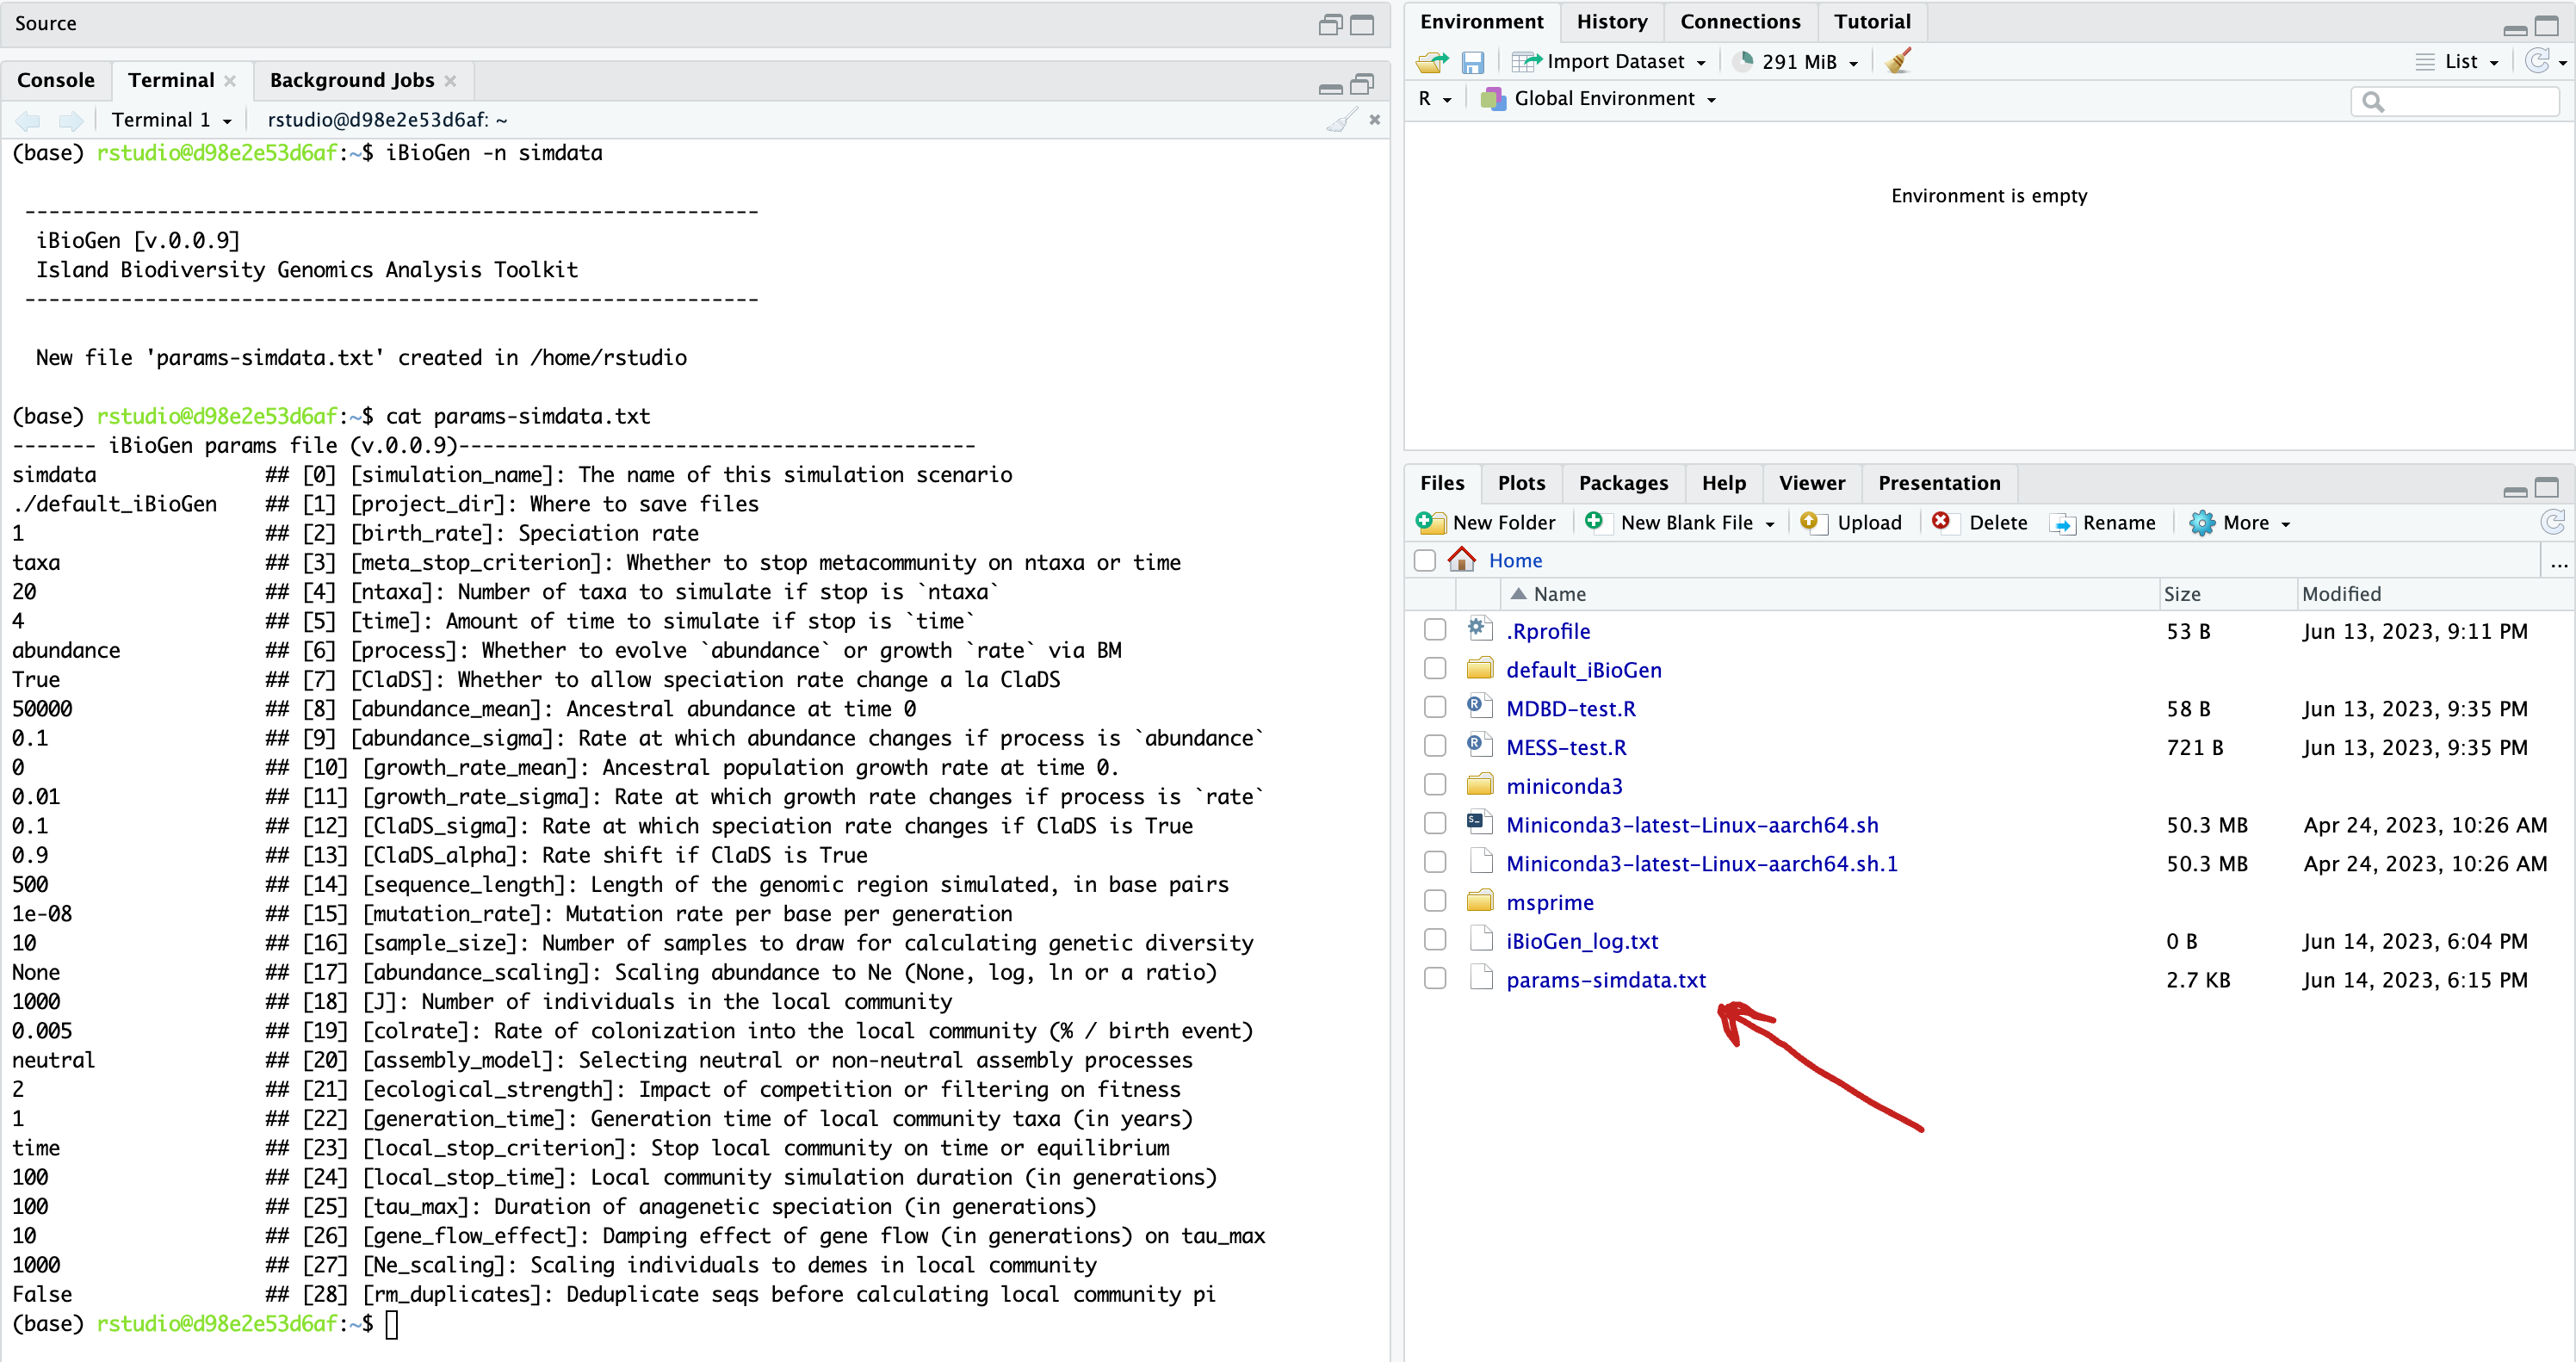 Source
Console Terminal Background Jobs
Terminal 1 rstudio@d98e2e53d6af: ~
(base) rstudio@d98e2e53d6af:~$ iBioGen -n simdata
-------------------------------------------------------------
iBioGen [v.0.0.9]
Island Biodiversity Genomics Analysis Toolkit
-------------------------------------------------------------
New file 'params-simdata.txt' created in /home/rstudio
(base) rstudio@d98e2e53d6af:~$ cat params-simdata.txt
------- iBioGen params file (v.0.0.9)-------------------------------------------
simdata ## [0] [simulation_name]: The name of this simulation scenario
./default_iBioGen ## [1] [project_dir]: Where to save files
1 ## [2] [birth_rate]: Speciation rate
taxa ## [3] [meta_stop_criterion]: Whether to stop metacommunity on ntaxa or time
20 ## [4] [ntaxa]: Number of taxa to simulate if stop is `ntaxa`
4 ## [5] [time]: Amount of time to simulate if stop is `time`
abundance ## [6] [process]: Whether to evolve `abundance` or growth `rate` via BM
True ## [7] [ClaDS]: Whether to allow speciation rate change a la ClaDS
50000 ## [8] [abundance_mean]: Ancestral abundance at time 0
0.1 ## [9] [abundance_sigma]: Rate at which abundance changes if process is `abundance`
0 ## [10] [growth_rate_mean]: Ancestral population growth rate at time 0.
0.01 ## [11] [growth_rate_sigma]: Rate at which growth rate changes if process is `rate`
0.1 ## [12] [ClaDS_sigma]: Rate at which speciation rate changes if ClaDS is True
0.9 ## [13] [ClaDS_alpha]: Rate shift if ClaDS is True
500 ## [14] [sequence_length]: Length of the genomic region simulated, in base pairs
1e-08 ## [15] [mutation_rate]: Mutation rate per base per generation
10 ## [16] [sample_size]: Number of samples to draw for calculating genetic diversity
None ## [17] [abundance_scaling]: Scaling abundance to Ne (None, log, ln or a ratio)
1000 ## [18] [J]: Number of individuals in the local community
0.005 ## [19] [colrate]: Rate of colonization into the local community (% / birth event)
neutral ## [20] [assembly_model]: Selecting neutral or non-neutral assembly processes
2 ## [21] [ecological_strength]: Impact of competition or filtering on fitness
1 ## [22] [generation_time]: Generation time of local community taxa (in years)
time ## [23] [local_stop_criterion]: Stop local community on time or equilibrium
100 ## [24] [local_stop_time]: Local community simulation duration (in generations)
100 ## [25] [tau_max]: Duration of anagenetic speciation (in generations)
10 ## [26] [gene_flow_effect]: Damping effect of gene flow (in generations) on tau_max
1000 ## [27] [Ne_scaling]: Scaling individuals to demes in local community
False ## [28] [rm_duplicates]: Deduplicate seqs before calculating local community pi
(base) rstudio@d98e2e53d6af:~$
Environment History Connections Tutorial
Import Dataset 291 MiB List
R Global Environment
Environment is empty
Files Plots Packages Help Viewer Presentation
New Folder New Blank File Upload Delete Rename More
Home ...
Name Size Modified
.Rprofile 53 B Jun 13, 2023, 9:11 PM
default_iBioGen
MDBD-test.R 58 B Jun 13, 2023, 9:35 PM
MESS-test.R 721 B Jun 13, 2023, 9:35 PM
miniconda3
Miniconda3-latest-Linux-aarch64.sh 50.3 MB Apr 24, 2023, 10:26 AM
Miniconda3-latest-Linux-aarch64.sh.1 50.3 MB Apr 24, 2023, 10:26 AM
msprime
iBioGen_log.txt 0 B Jun 14, 2023, 6:04 PM
params-simdata.txt 2.7 KB Jun 14, 2023, 6:15 PM